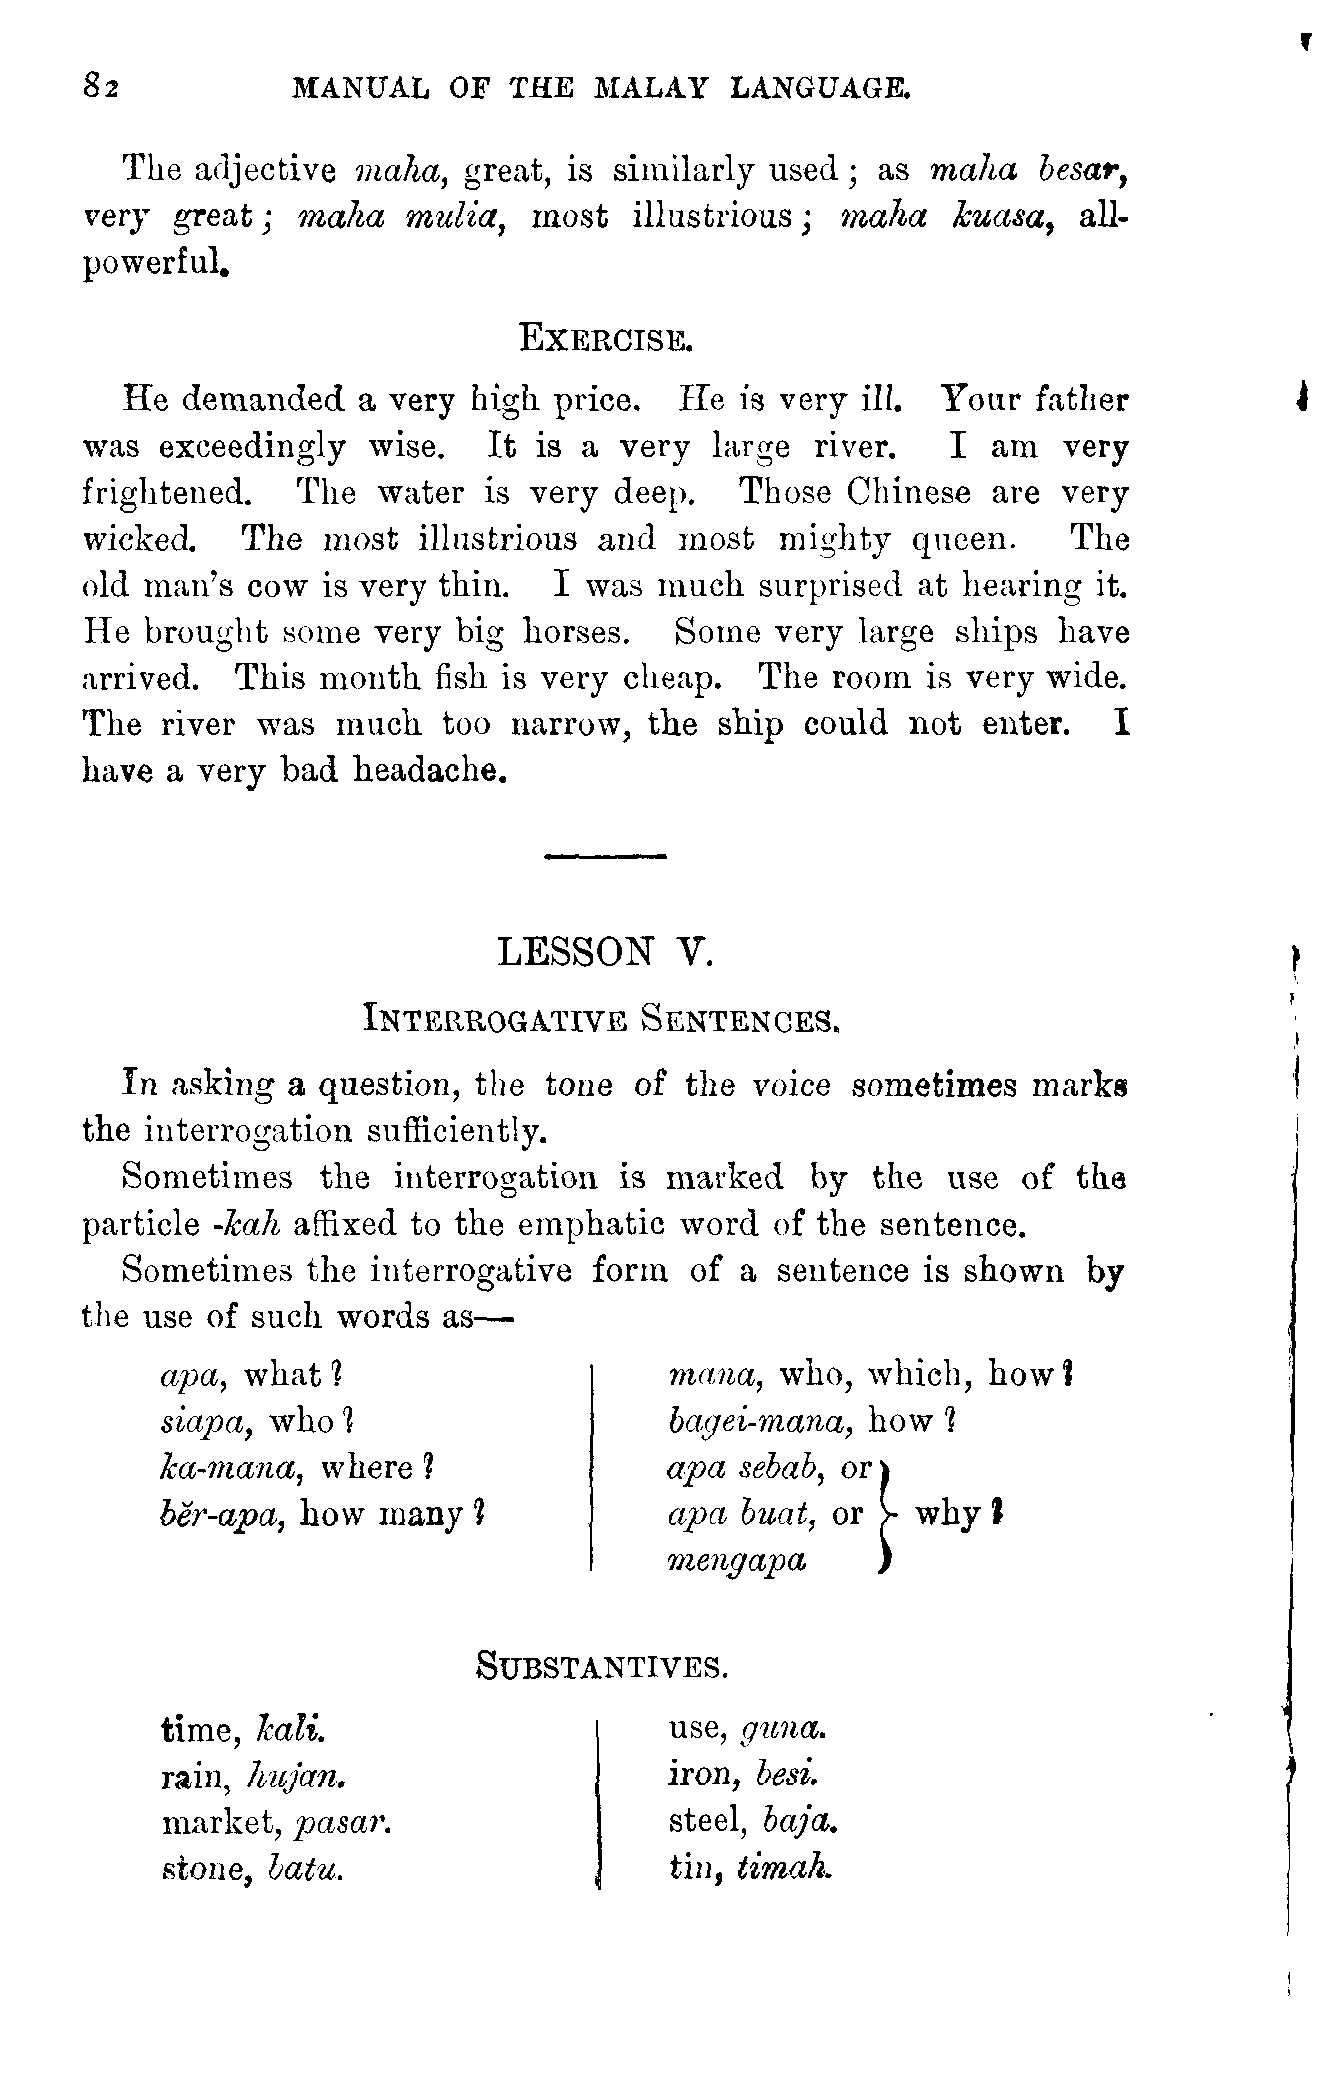 82 MANUAL OF THE MALAY LANGUAGE.
The adjective maha, great, is similarly used; as maha besar,
very great; maha mulia, most illustrious; maha kuasa, all-
powerful.
EXERCISE.
He demanded a very high price. He is very ill. Your father
was exceedingly wise. It is a very large river. I am very
frightened. The water is very deep. Those Chinese are very
wicked. The most illustrious and most mighty queen. The
old man's cow is very thin. I was much surprised at hearing it.
He brought some very big horses. Some very large ships have
arrived. This month fish is very cheap. The room is very wide.
The river was much too narrow, the ship could not enter. I
have a very bad headache.
LESSON V.
INTERROGATIVE SENTENCES.
In asking a question, the tone of the voice sometimes marks
the interrogation sufficiently.
Sometimes the interrogation is marked by the use of the
particle -kah affixed to the emphatic word of the sentence.
Sometimes the interrogative form of a sentence is shown by
the use of such words as—
apa, what?
siapa, who?
ka-mana, where?
bĕr-apa, how many?
mana, who, which, how?
bagei-mana, how?
apa sebab, or
apa buat, or } why?
mengapa
SUBSTANTIVES.
time, kali.
rain, hujan.
market, pasar.
stone, batu.
use, guna.
iron, besi.
steel, baja.
tin, timah.